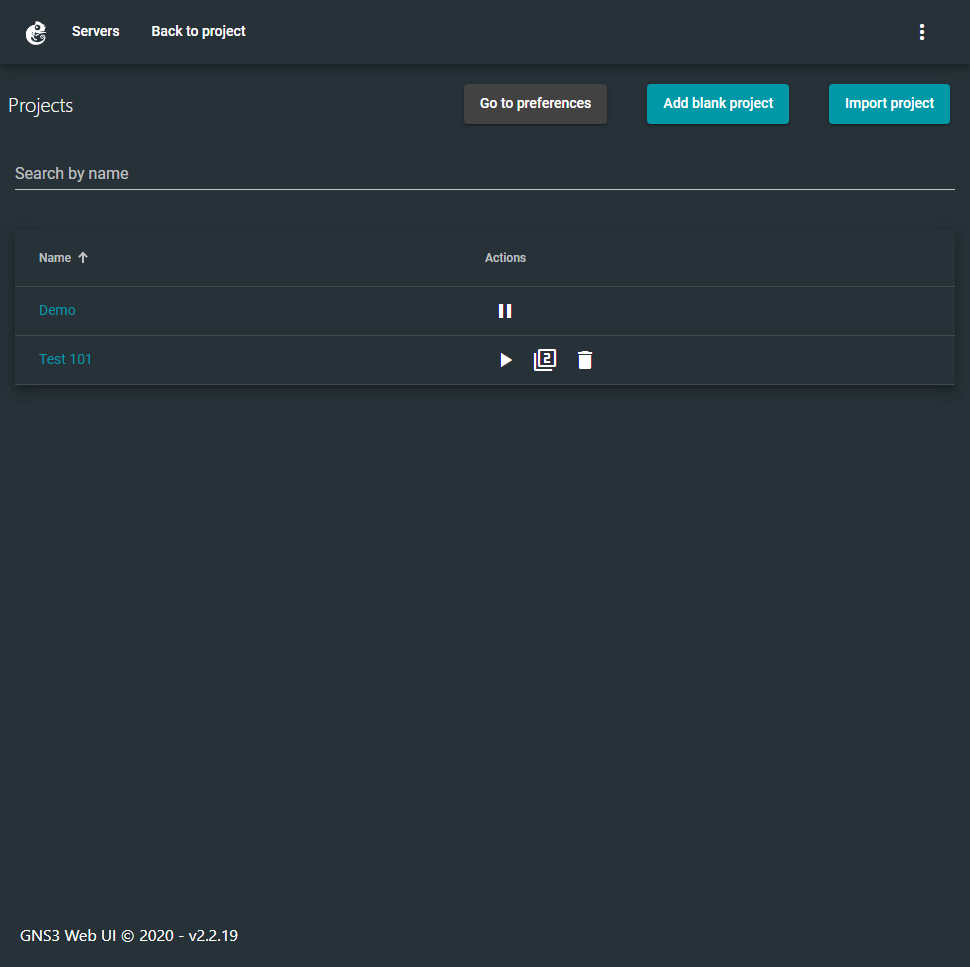 Servers Back to project
Projects Go to preferences Add blank project Import project
Search by name
Name Actions
Demo
Test 101 2
GNS3 Web UI © 2020 - v2.2.19